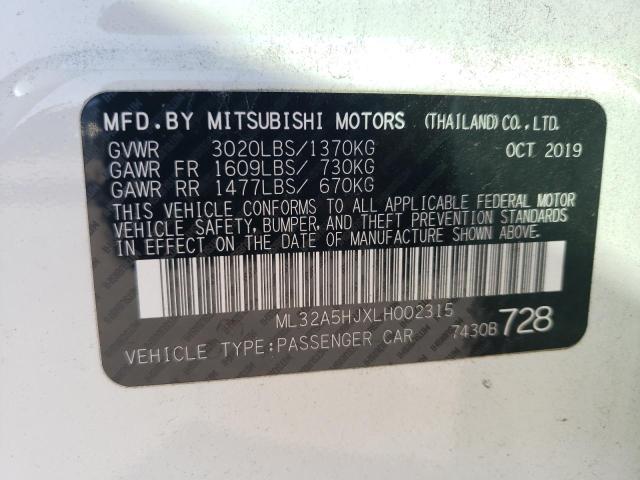 MFD.BY MITSUBISHI MOTORS (THAILAND)CO.,LTD.
GVWR 3020LBS/1370KG OCT 2019
GAWR FR 1609LBS/ 730KG
GAWR RR 1477LBS/ 670KG
THIS VEHICLE CONFORMS TO ALL APPLICABLE FEDERAL MOTOR
VEHICLE SAFETY, BUMPER, AND THEFT PREVENTION STANDARDS
IN EFFECT ON THE DATE OF MANUFACTURE SHOWN ABOVE.
ML32A5HJXLH002315
VEHICLE TYPE:PASSENGER CAR 7430B 728